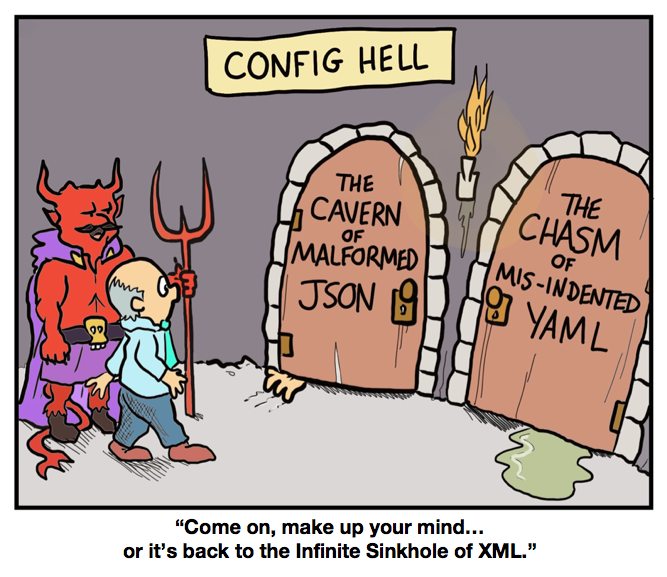 CONFIG HELL
THE
CAVERN
OF
MALFORMED
JSON
THE
CHASM
OF
MIS-INDENTED
YAML
“Come on, make up your mind…
or it’s back to the Infinite Sinkhole of XML.”